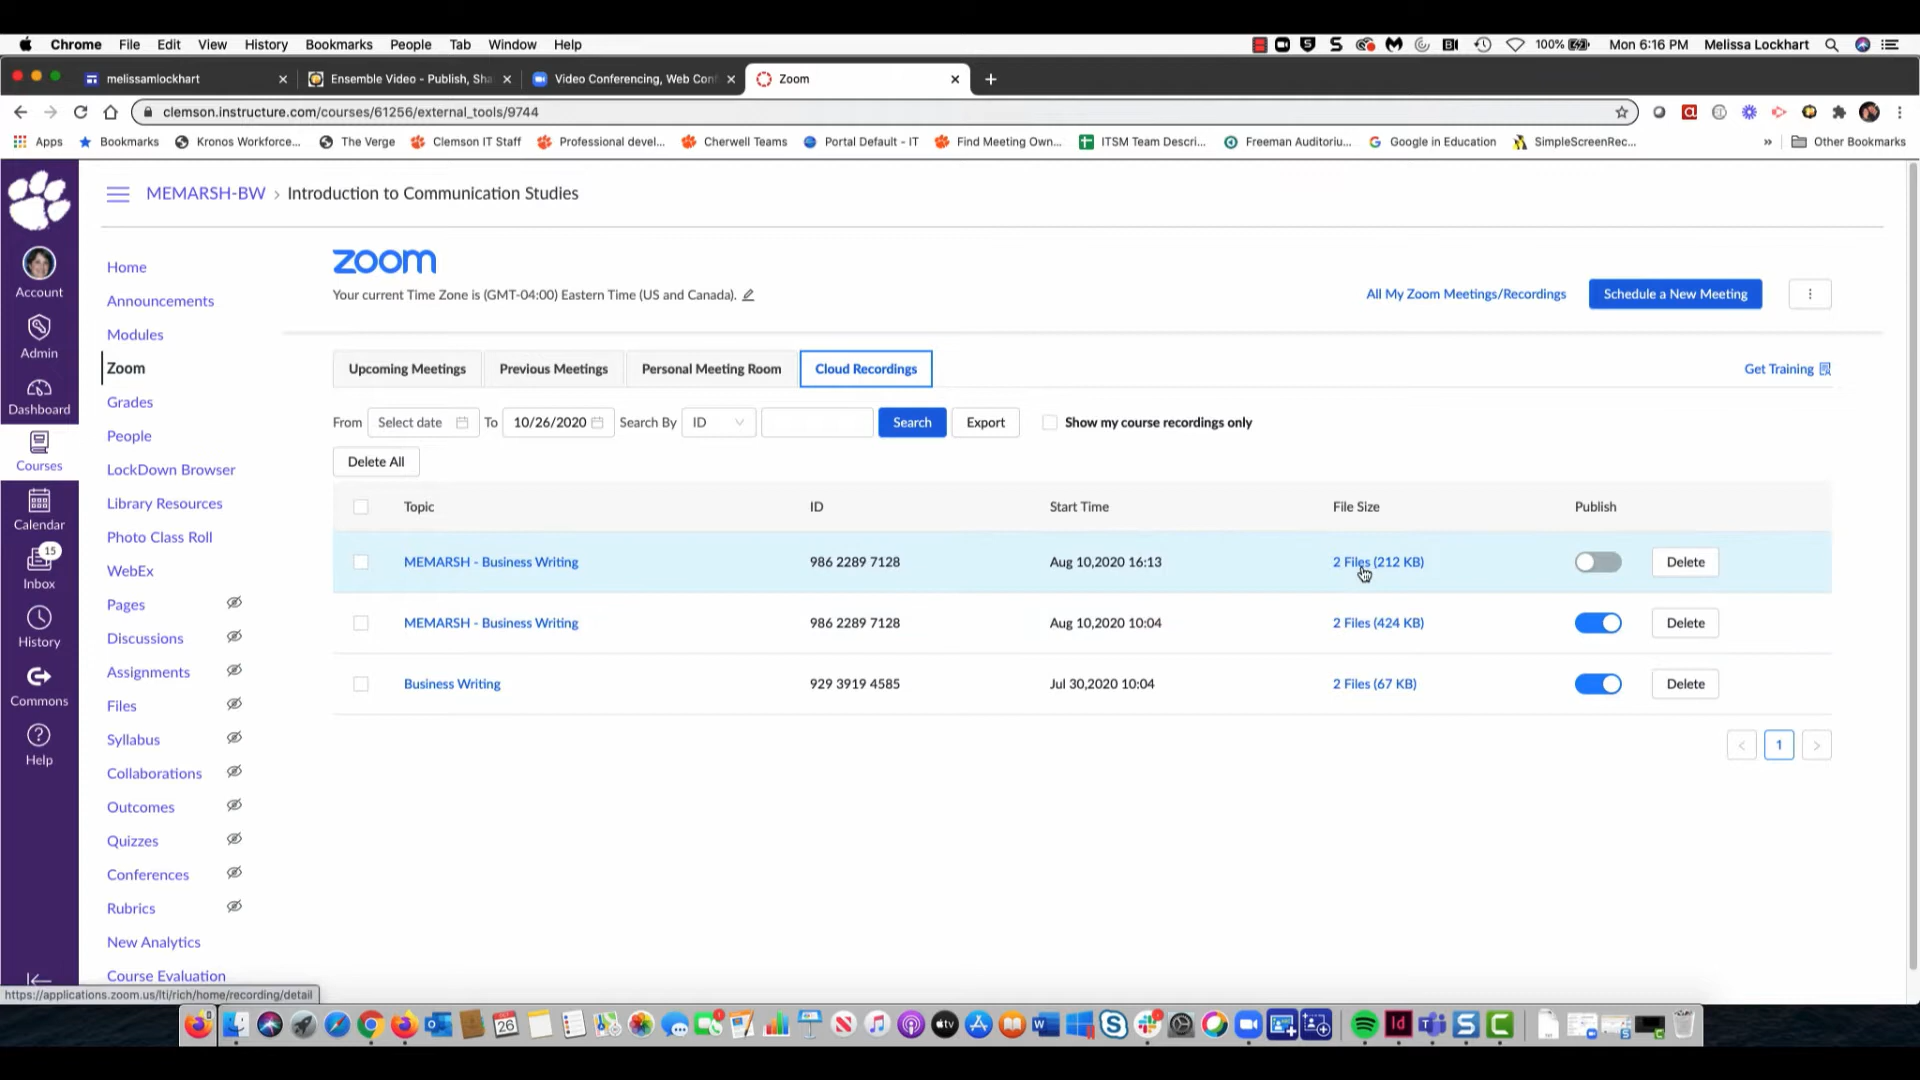 Chrome File Edit View History Bookmarks People Tab Window Help 100% Mon 6:16 PM Melissa Lockhart
melissamlockhart Ensemble Video - Publish, Sha Video Conferencing, Web Conf Zoom
clemson.instructure.com/courses/61256/external_tools/9744
Apps Bookmarks Kronos Workforce... The Verge Clemson IT Staff Professional devel... Cherwell Teams Portal Default - IT Find Meeting Own... ITSM Team Descri... Freeman Auditoriu... Google in Education SimpleScreenRec... » Other Bookmarks
MEMARSH-BW › Introduction to Communication Studies
Account
Admin
Dashboard
Courses
Calendar
15
Inbox
History
Commons
Help
Home
Announcements
Modules
Zoom
Grades
People
LockDown Browser
Library Resources
Photo Class Roll
WebEx
Pages
Discussions
Assignments
Files
Syllabus
Collaborations
Outcomes
Quizzes
Conferences
Rubrics
New Analytics
Course Evaluation
zoom
Your current Time Zone is (GMT-04:00) Eastern Time (US and Canada).
All My Zoom Meetings/Recordings Schedule a New Meeting
Upcoming Meetings Previous Meetings Personal Meeting Room Cloud Recordings Get Training
From Select date To 10/26/2020 Search By ID Search Export Show my course recordings only
Delete All
Topic ID Start Time File Size Publish
MEMARSH - Business Writing 986 2289 7128 Aug 10,2020 16:13 2 Files (212 KB) Delete
MEMARSH - Business Writing 986 2289 7128 Aug 10,2020 10:04 2 Files (424 KB) Delete
Business Writing 929 3919 4585 Jul 30,2020 10:04 2 Files (67 KB) Delete
< 1 >
https://applications.zoom.us/lti/rich/home/recording/detail
26
tv
Id